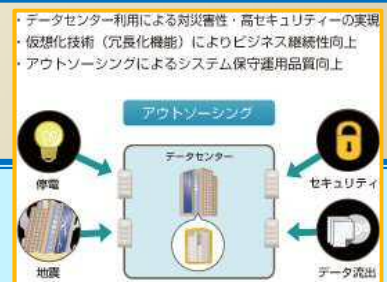 ・データセンター利用による対災害性・高セキュリティーの実現
・仮想化技術（冗長化機能）によりビジネス継続性向上
・アウトソーシングによるシステム保守運用品質向上
アウトソーシング
データセンター
停電
セキュリティ
地震
データ流出